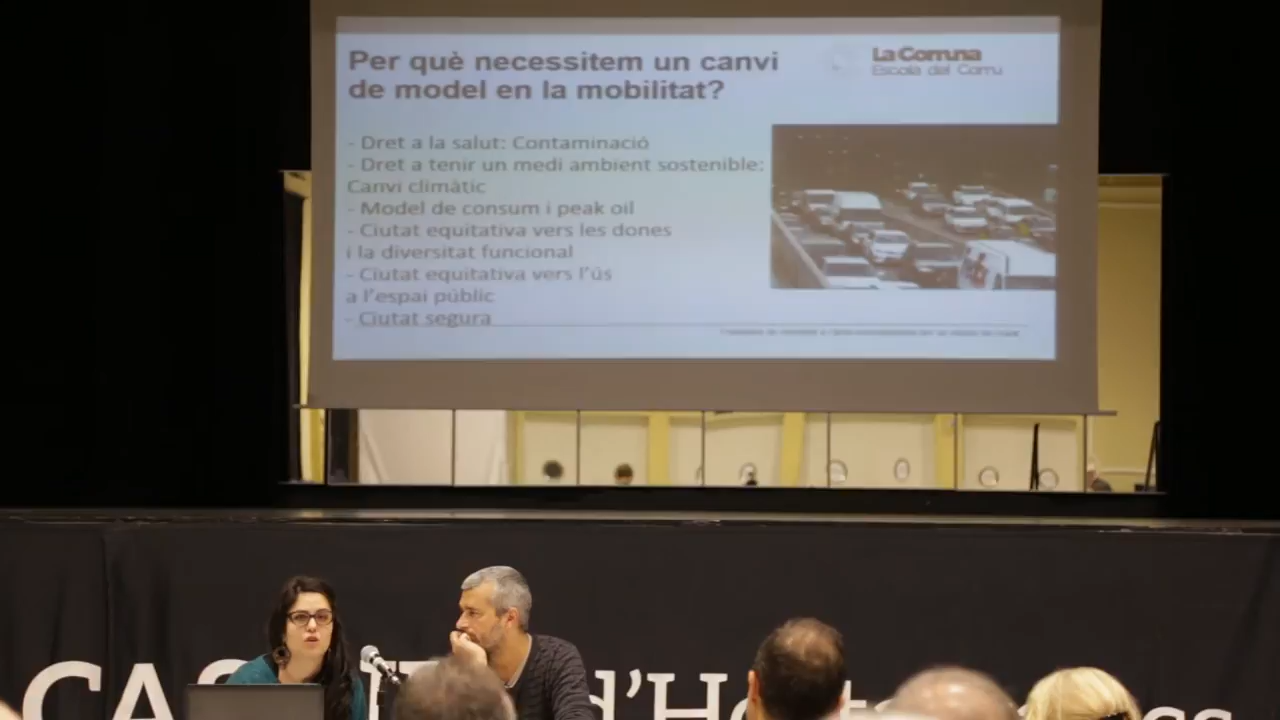 Per què necessitem un canvi
de model en la mobilitat?
La Comuna
Escola del Comú
- Dret a la salut: Contaminació
- Dret a tenir un medi ambient sostenible:
Canvi climàtic
- Model de consum i peak oil
- Ciutat equitativa vers les dones
i la diversitat funcional
- Ciutat equitativa vers l'ús
a l'espai públic
- Ciutat segura
CAS
d'Ho